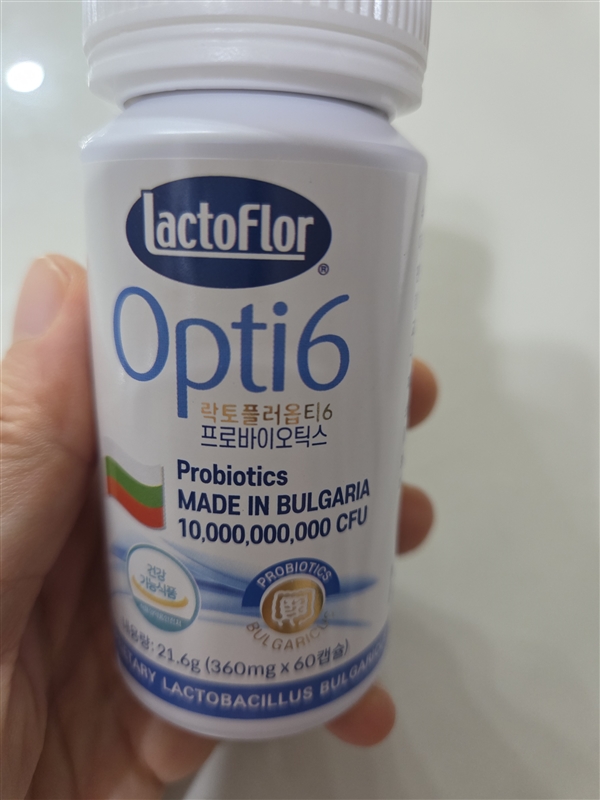 LactoFlor
®
Opti6
락토플러옵티6
프로바이오틱스
Probiotics
MADE IN BULGARIA
10,000,000,000 CFU
건강
기능식품
PROBIOTICS
BULGARICUS
내용량: 21.6g (360mg x 60캡슐)
LACTOBACILLUS